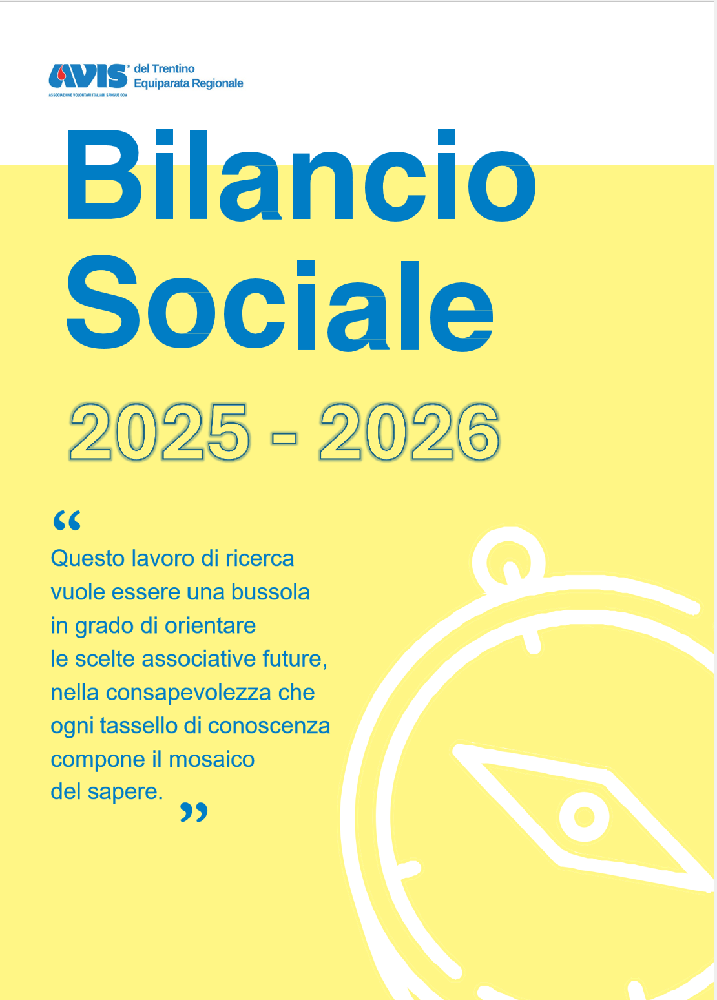 AVIS®
del Trentino
Equiparata Regionale
ASSOCIAZIONE VOLONTARI ITALIANI SANGUE ODV
Bilancio
Sociale
2025 - 2026
“
Questo lavoro di ricerca
vuole essere una bussola
in grado di orientare
le scelte associative future,
nella consapevolezza che
ogni tassello di conoscenza
compone il mosaico
del sapere.
”